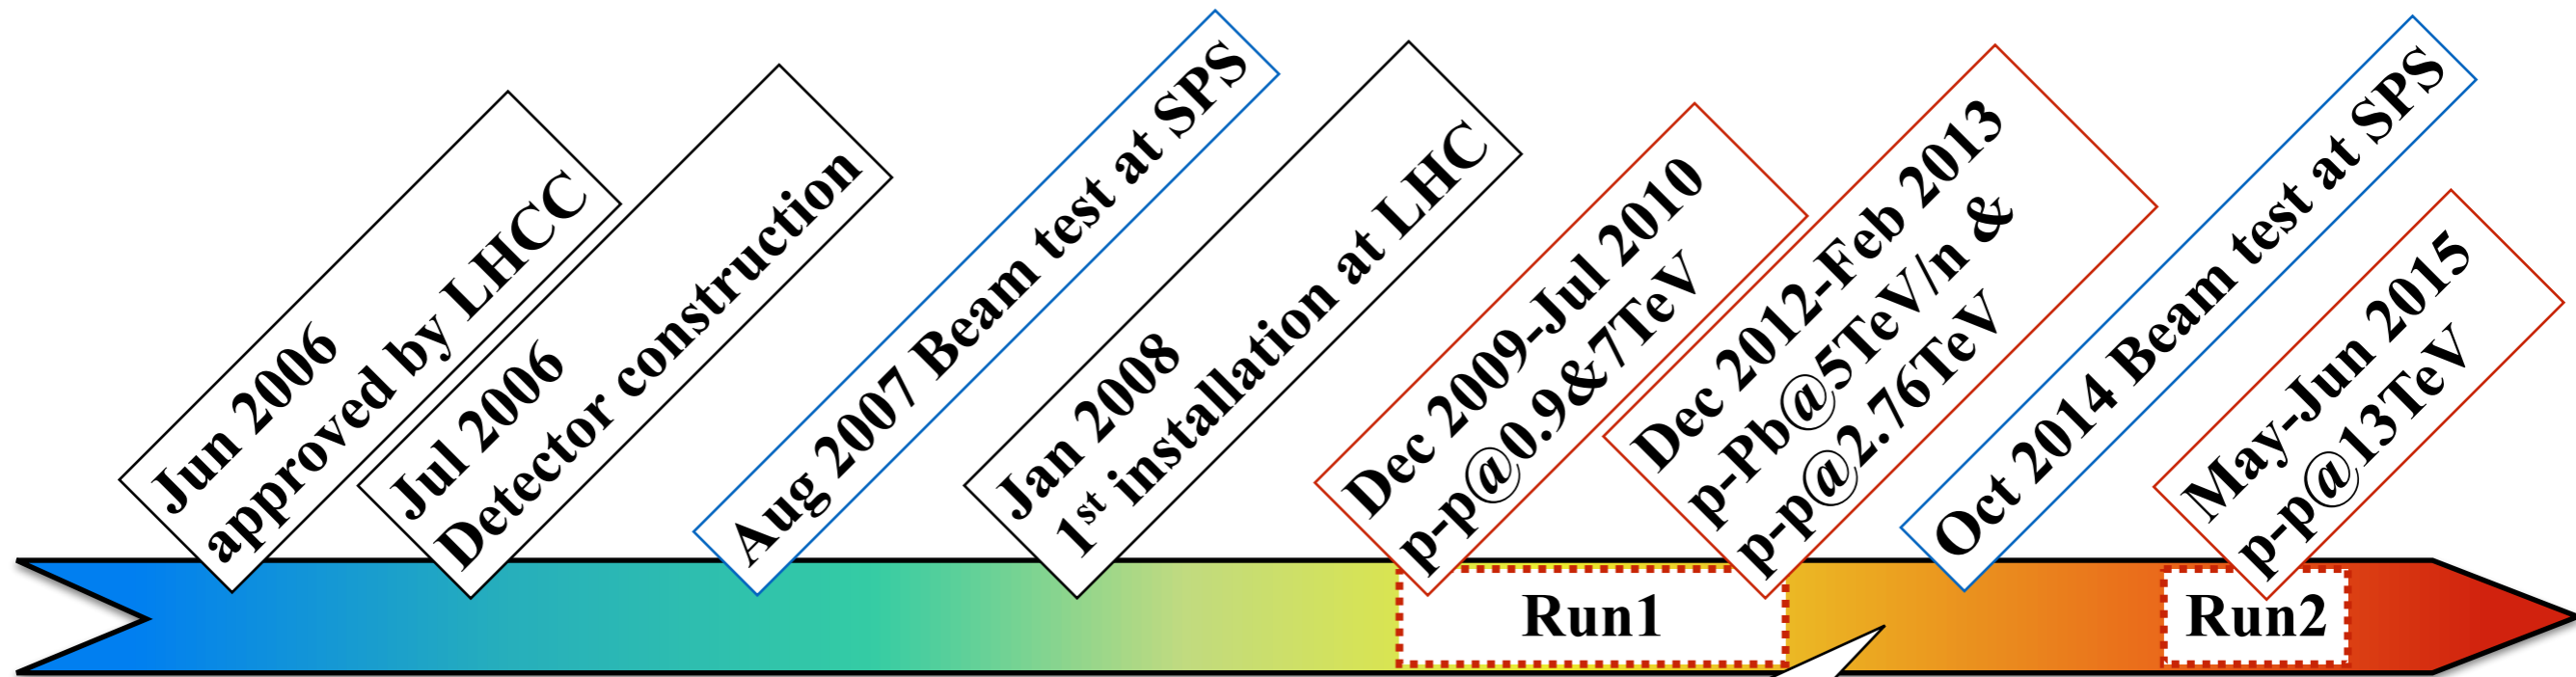 Jun 2006
approved by LHCC
Jul 2006
Detector construction
Aug 2007 Beam test at SPS
Jan 2008
1st installation at LHC
Dec 2009-Jul 2010
p-p@0.9&7TeV
Dec 2012-Feb 2013
p-Pb@5TeV/n &
p-p@2.76TeV
Oct 2014 Beam test at SPS
May-Jun 2015
p-p@13TeV
Run1
Run2